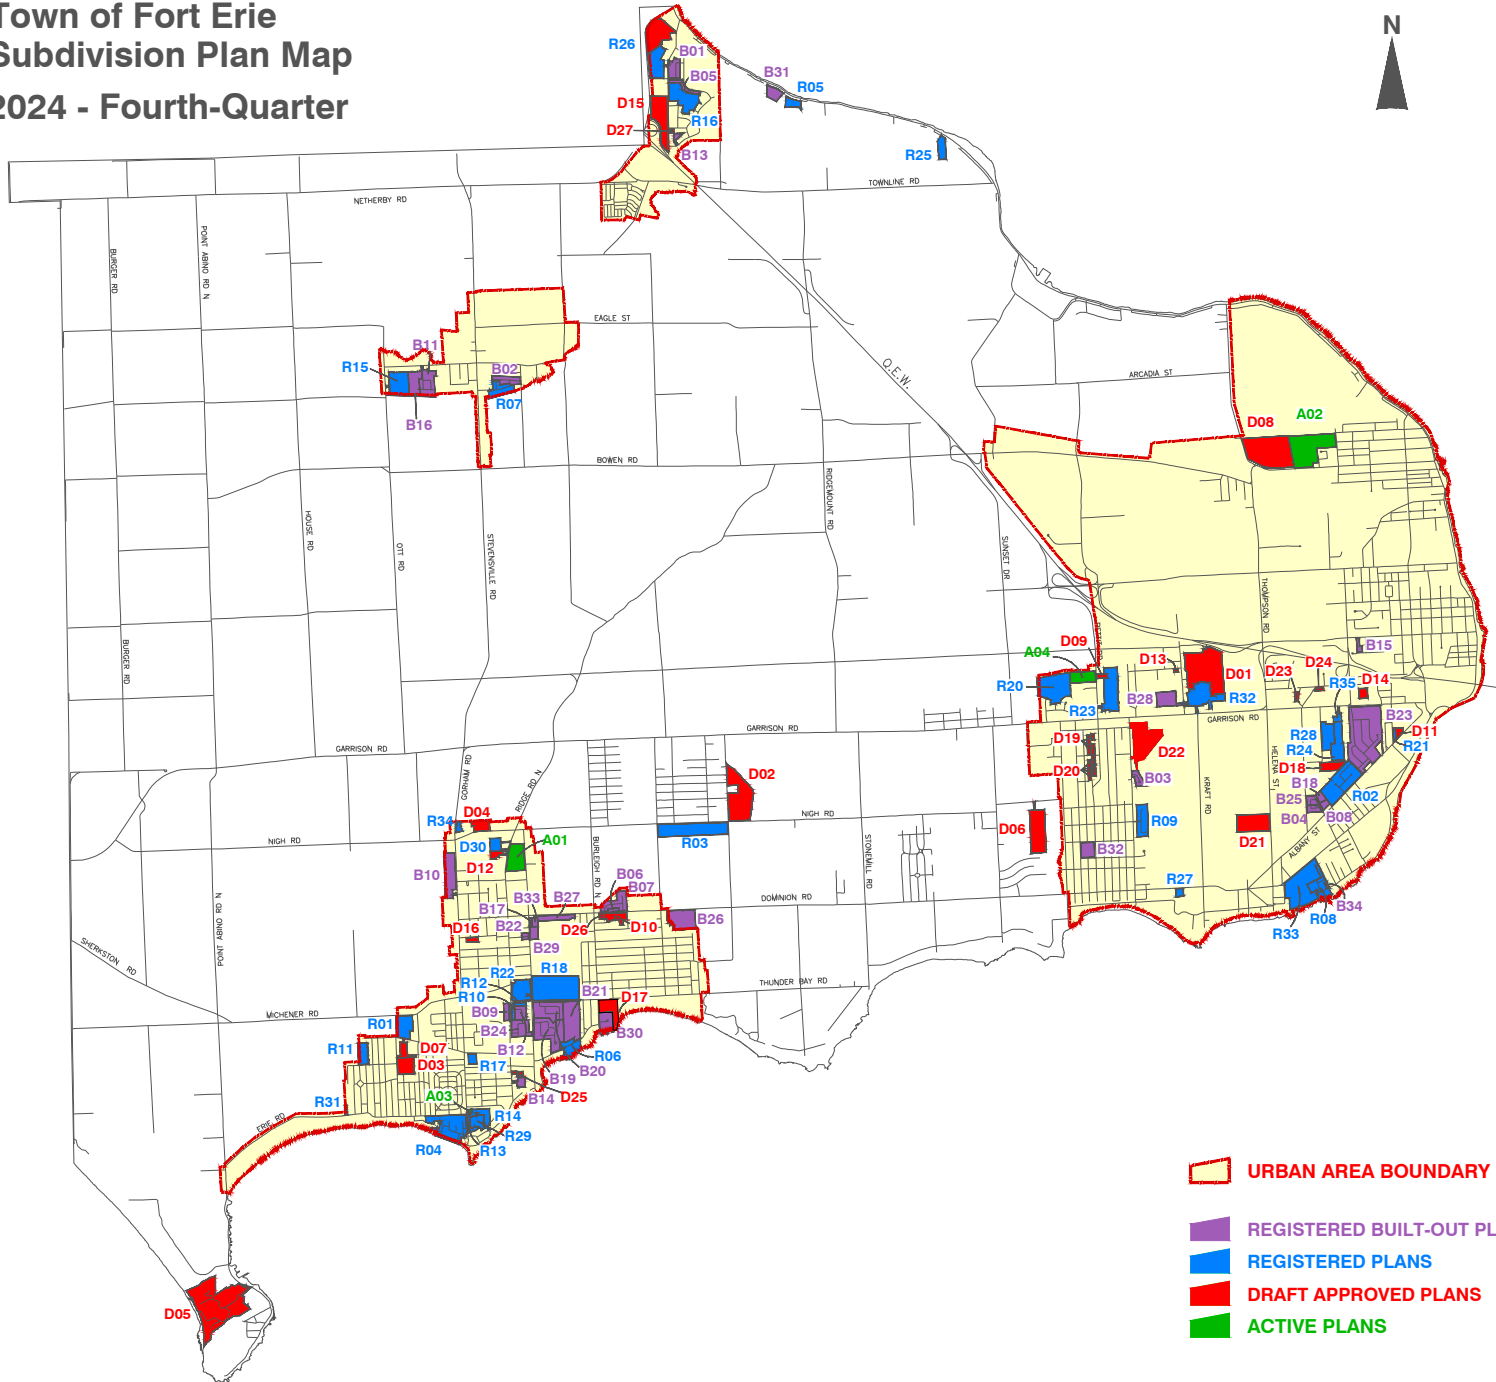 Town of Fort Erie
Subdivision Plan Map
2024 - Fourth-Quarter
N
R26
B01
B05
B31
R05
D15
R16
D27
B13
R25
TOWNLINE RD
NETHERBY RD
BURGER RD
POINT ABINO RD N
EAGLE ST
Q.E.W.
B11
R15
B02
R07
B16
ARCADIA ST
A02
D08
BOWEN RD
HOUSE RD
OTT RD
STEVENSVILLE RD
RIDGEMOUNT RD
SUNSET DR
THOMPSON RD
BURGER RD
D09
A04
D13
B15
D24
D23
D01
R35
D14
R20
B28
R32
R23
GARRISON RD
B23
D11
R28
R21
R24
GARRISON RD
GARRISON RD
D19
D22
D18
D20
B03
HELENA ST
B18
R02
GORHAM RD
RIDGE RD N
D02
KRAFT RD
B25
B04
B08
D04
R34
NIGH RD
NIGH RD
D30
A01
D12
R03
D06
R09
D21
ALBANY ST
BURLEIGH RD N
STONEMILL RD
B32
B10
B06
B07
R27
B33
B27
DOMINION RD
B17
B26
B34
R08
D16
B22
D26
D10
R33
B29
SHERKSTON RD
POINT ABINO RD N
R22
R18
R12
R10
THUNDER BAY RD
B21
D17
MICHENER RD
B09
R01
B24
B30
R11
D07
B12
R06
D03
R17
B20
B19
A03
B14
D25
R31
ERIE RD
R14
R29
R04
R13
D05
URBAN AREA BOUNDARY
REGISTERED BUILT-OUT PL
REGISTERED PLANS
DRAFT APPROVED PLANS
ACTIVE PLANS